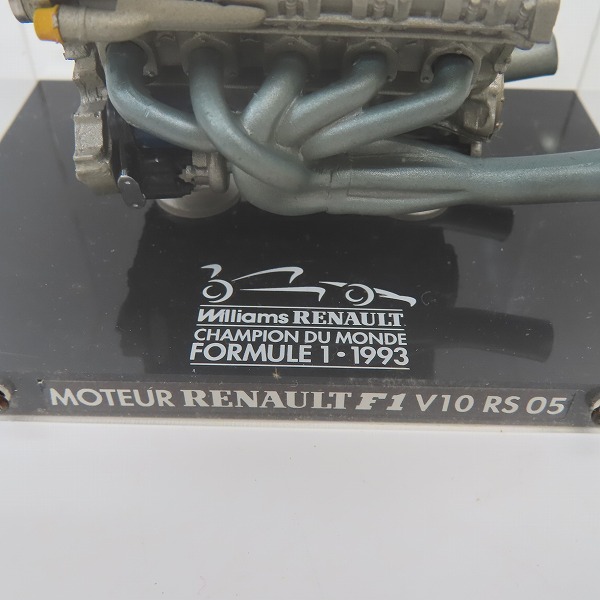 Williams RENAULT
CHAMPION DU MONDE
FORMULE 1 • 1993
MOTEUR RENAULT F1 V10 RS 05